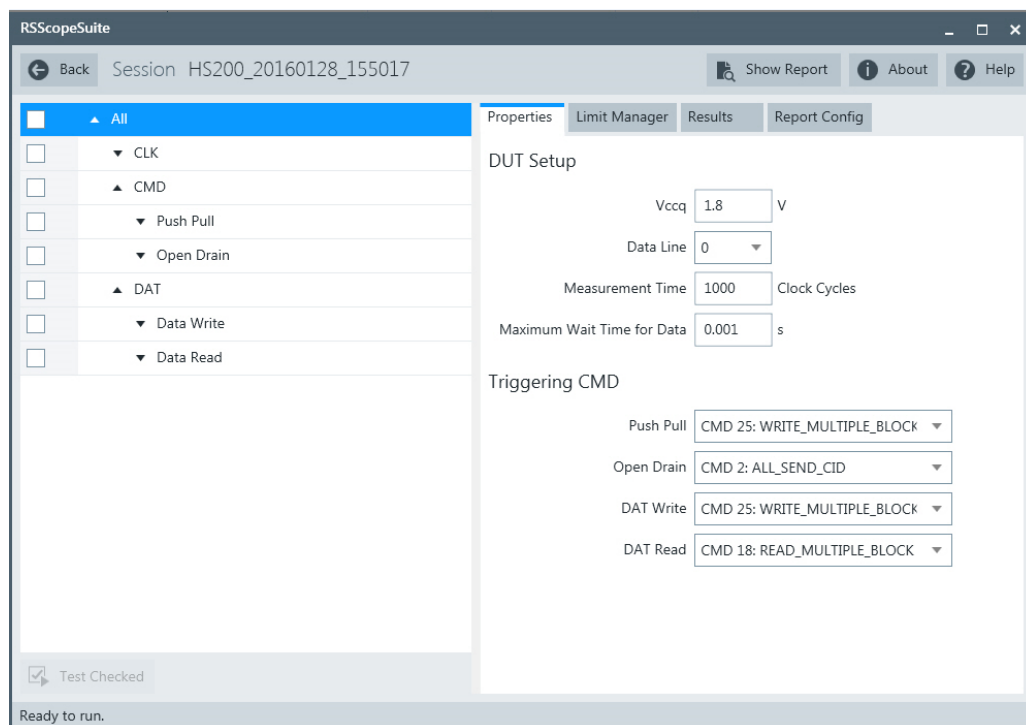 RSScopeSuite
Back Session HS200_20160128_155017 Show Report About Help
All
CLK
CMD
Push Pull
Open Drain
DAT
Data Write
Data Read
Test Checked
Properties Limit Manager Results Report Config
DUT Setup
Vccq 1.8 V
Data Line 0
Measurement Time 1000 Clock Cycles
Maximum Wait Time for Data 0.001 s
Triggering CMD
Push Pull CMD 25: WRITE_MULTIPLE_BLOCK
Open Drain CMD 2: ALL_SEND_CID
DAT Write CMD 25: WRITE_MULTIPLE_BLOCK
DAT Read CMD 18: READ_MULTIPLE_BLOCK
Ready to run.